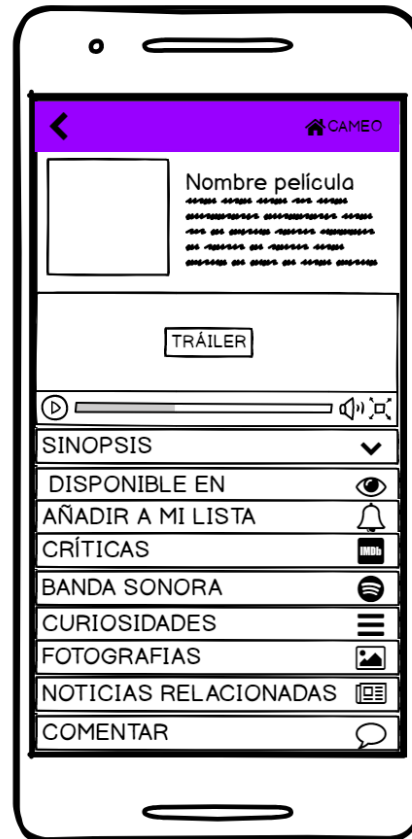 CAMEO
Nombre película
TRÁILER
SINOPSIS
DISPONIBLE EN
AÑADIR A MI LISTA
CRÍTICAS
IMDb
BANDA SONORA
CURIOSIDADES
FOTOGRAFIAS
NOTICIAS RELACIONADAS
COMENTAR